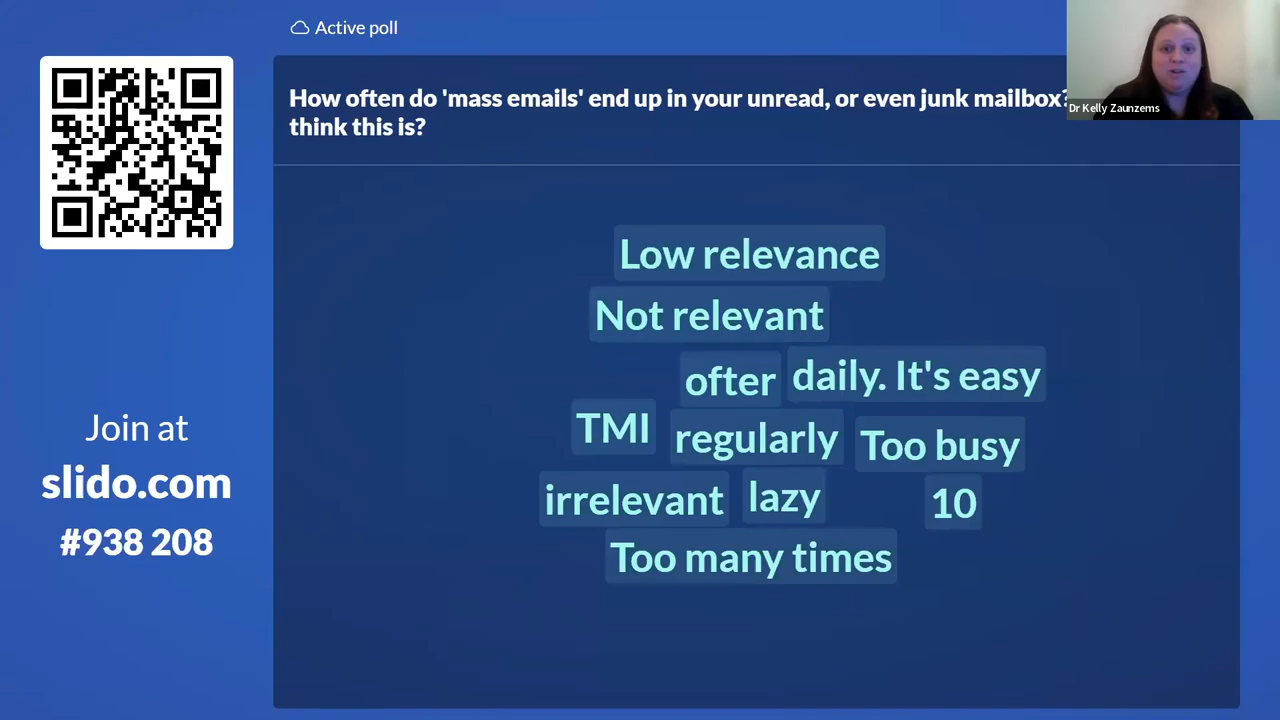 Active poll
How often do 'mass emails' end up in your unread, or even junk mailbox?
think this is?
Dr Kelly Zaunzems
Low relevance
Not relevant
ofter
daily. It's easy
TMI
regularly
Too busy
irrelevant
lazy
10
Too many times
Join at
slido.com
#938 208